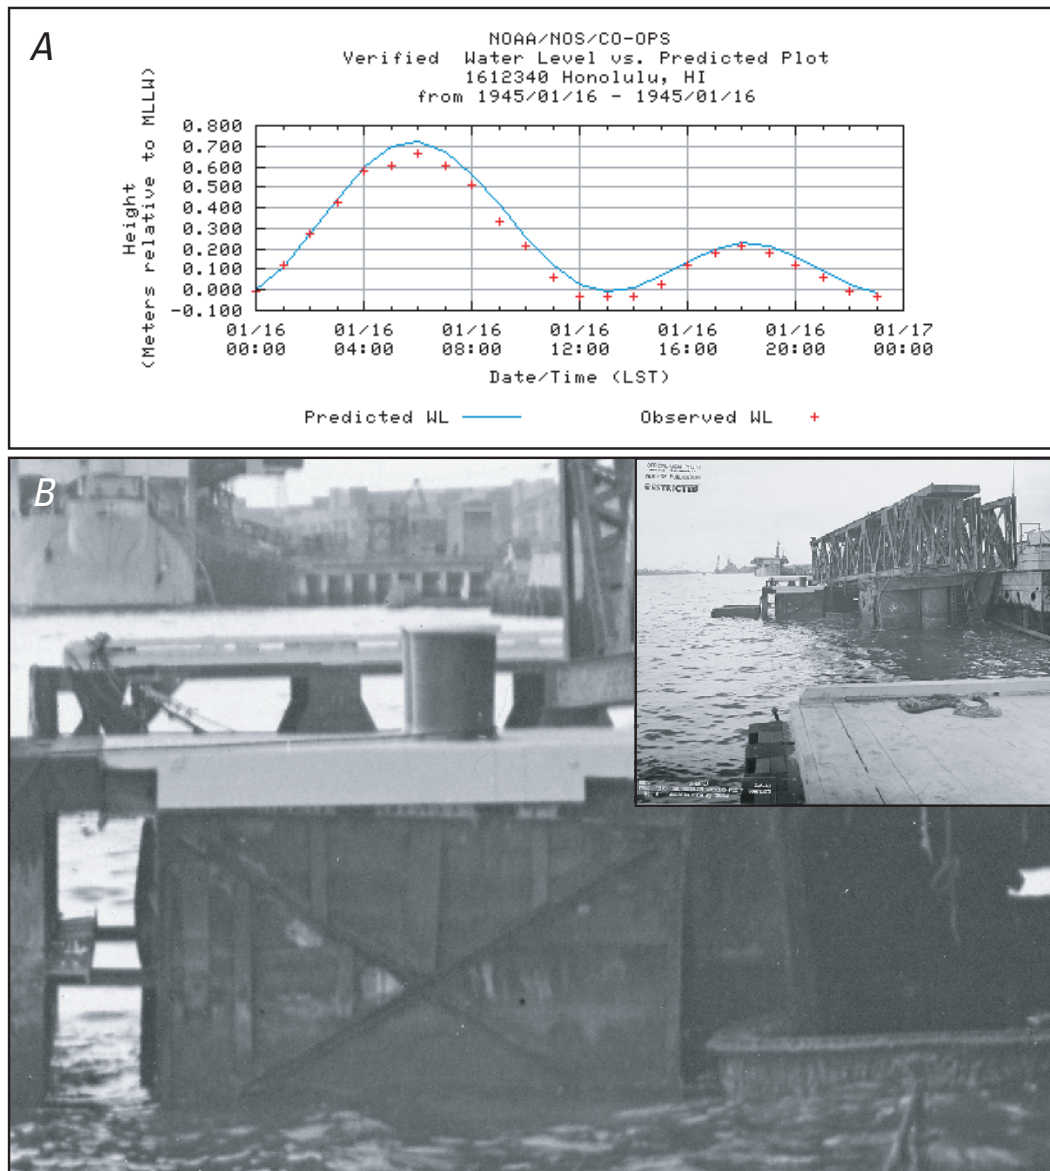 A
NOAA/NOS/CO-OPS
Verified Water Level vs. Predicted Plot
1612340 Honolulu, HI
from 1945/01/16 - 1945/01/16
Height
(Meters relative to MLLW)
0.800
0.700
0.600
0.500
0.400
0.300
0.200
0.100
0.000
-0.100
01/16 01/16 01/16 01/16 01/16 01/16 01/17
00:00 04:00 08:00 12:00 16:00 20:00 00:00
Date/Time (LST)
Predicted WL Observed WL
B
RESTRICTED